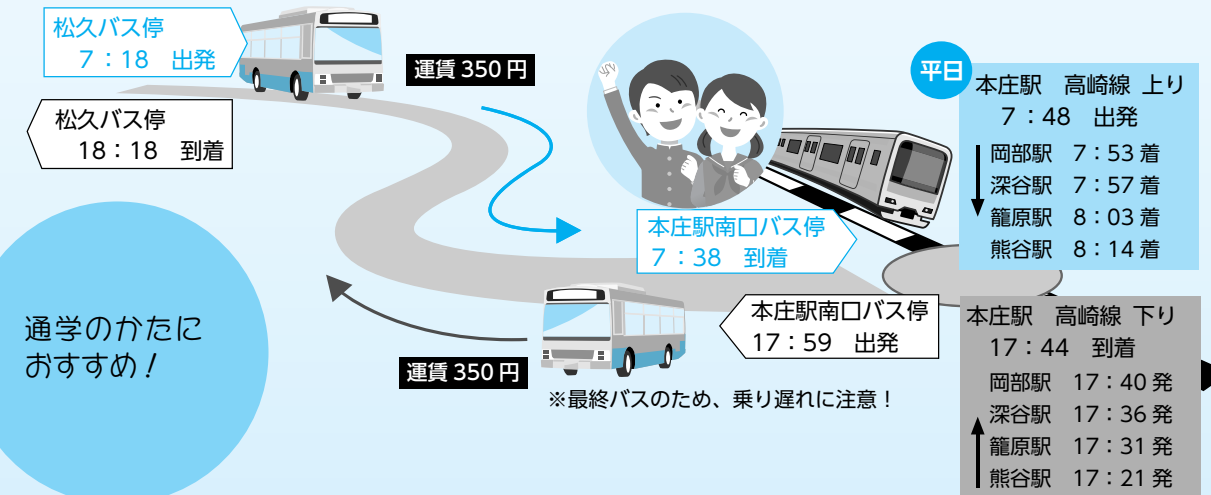 松久バス停
7：18　出発
松久バス停
18：18　到着
運賃 350 円
本庄駅南口バス停
7：38　到着
平日
本庄駅　高崎線 上り
7：48　出発
岡部駅　7：53 着
深谷駅　7：57 着
籠原駅　8：03 着
熊谷駅　8：14 着
通学のかたに
おすすめ！
運賃 350 円
本庄駅南口バス停
17：59　出発
※最終バスのため、乗り遅れに注意！
本庄駅　高崎線 下り
17：44　到着
岡部駅　17：40 発
深谷駅　17：36 発
籠原駅　17：31 発
熊谷駅　17：21 発